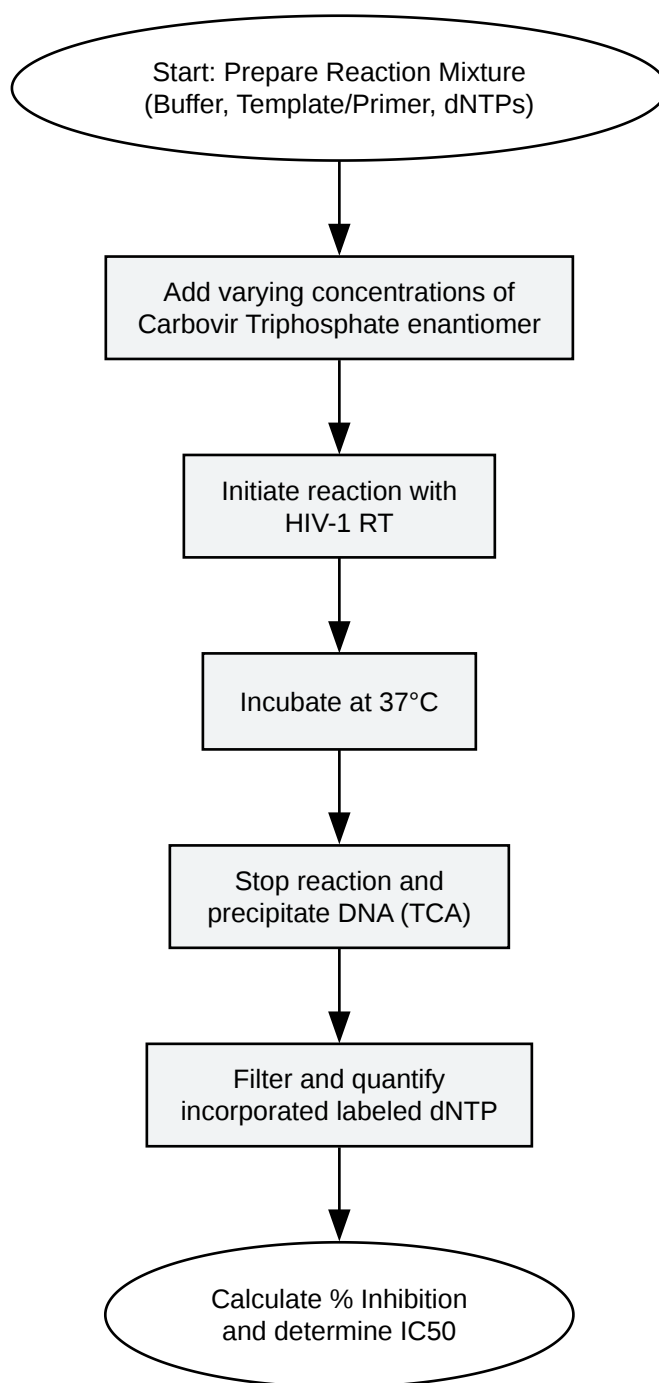 Start: Prepare Reaction Mixture
(Buffer, Template/Primer, dNTPs)
Add varying concentrations of
Carbovir Triphosphate enantiomer
Initiate reaction with
HIV-1 RT
Incubate at 37°C
Stop reaction and
precipitate DNA (TCA)
Filter and quantify
incorporated labeled dNTP
Calculate % Inhibition
and determine IC50